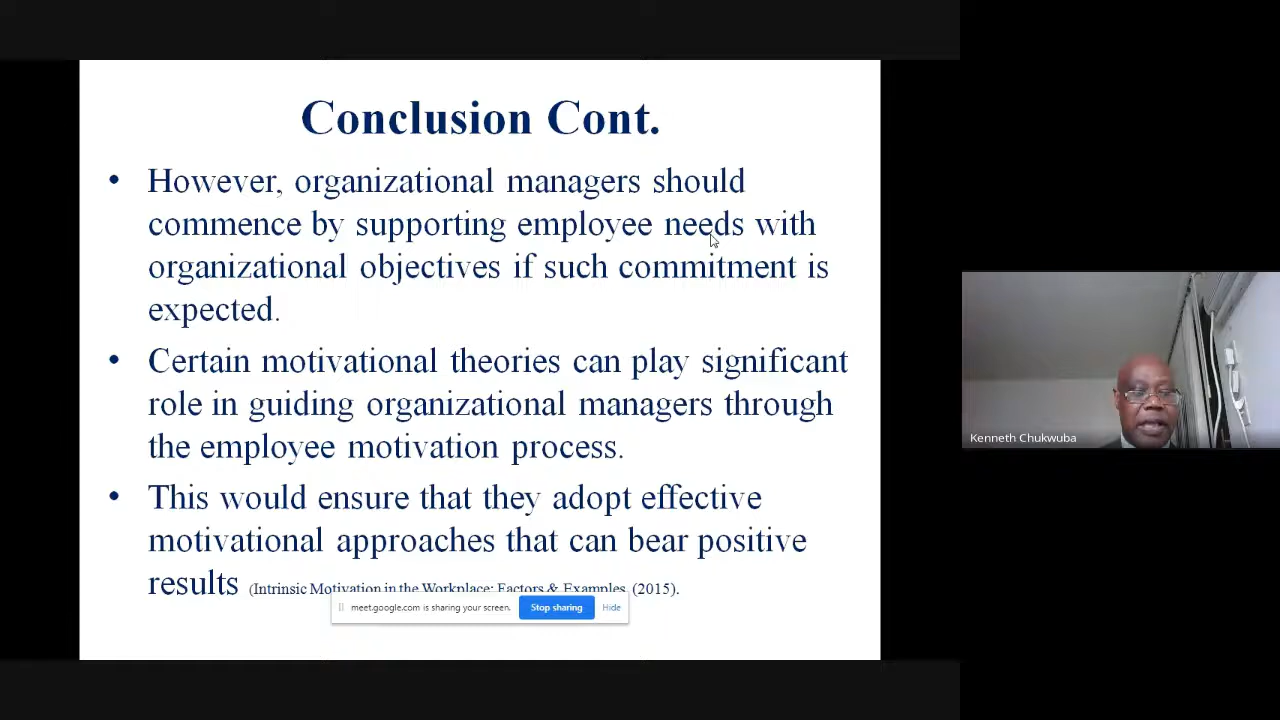 Conclusion Cont.
• However, organizational managers should
commence by supporting employee needs with
organizational objectives if such commitment is
expected.
• Certain motivational theories can play significant
role in guiding organizational managers through
the employee motivation process.
• This would ensure that they adopt effective
motivational approaches that can bear positive
results (Intrinsic Motivation in the Workplace: Factors & Examples. (2015).
meet.google.com is sharing your screen. Stop sharing Hide
Kenneth Chukwuba